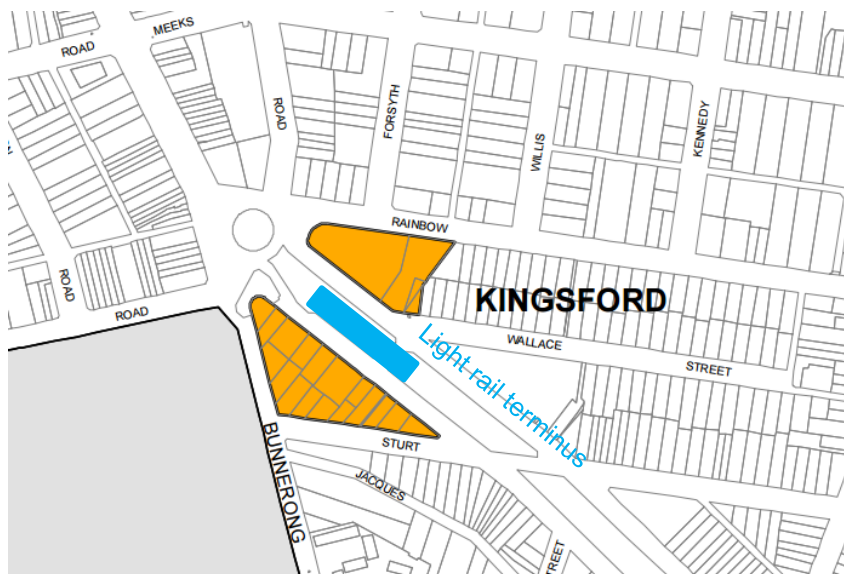 MEEKS
ROAD
ROAD
FORSYTH
WILLIS
KENNEDY
RAINBOW
ROAD
ROAD
KINGSFORD
WALLACE
STREET
Light rail terminus
STURT
BUNNERONG
JACQUES
STREET